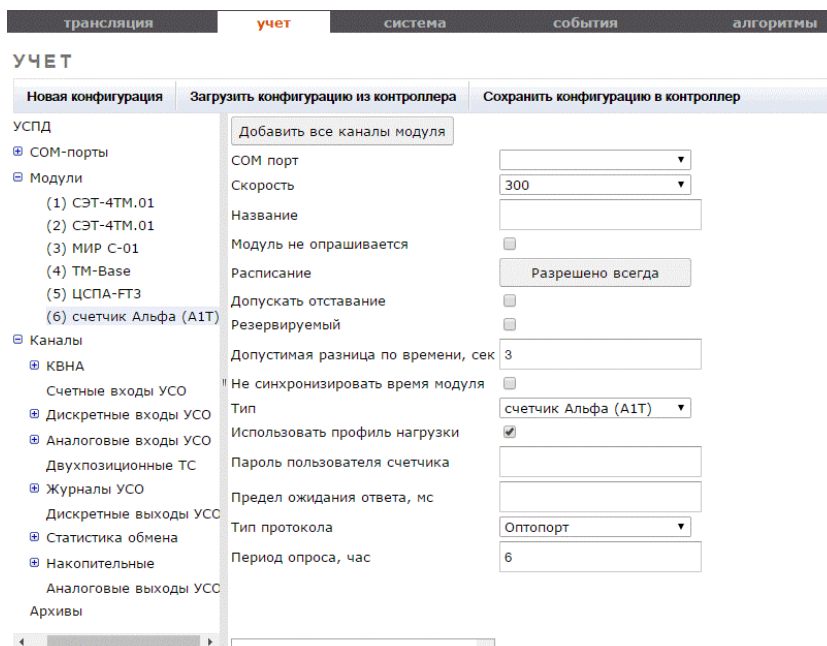 трансляция учет система события алгоритмы
УЧЕТ
Новая конфигурация Загрузить конфигурацию из контроллера Сохранить конфигурацию в контроллер
УСПД
COM-порты
Модули
(1) СЭТ-4ТМ.01
(2) СЭТ-4ТМ.01
(3) МИР С-01
(4) TM-Base
(5) ЦСПА-FT3
(6) счетчик Альфа (А1Т)
Каналы
КВНА
Счетные входы УСО
Дискретные входы УСО
Аналоговые входы УСО
Двухпозиционные ТС
Журналы УСО
Дискретные выходы УСО
Статистика обмена
Накопительные
Аналоговые выходы УСО
Архивы
Добавить все каналы модуля
COM порт
Скорость 300
Название
Модуль не опрашивается
Расписание Разрешено всегда
Допускать отставание
Резервируемый
Допустимая разница по времени, сек 3
Не синхронизировать время модуля
Тип счетчик Альфа (А1Т)
Использовать профиль нагрузки
Пароль пользователя счетчика
Предел ожидания ответа, мс
Тип протокола Оптопорт
Период опроса, час 6